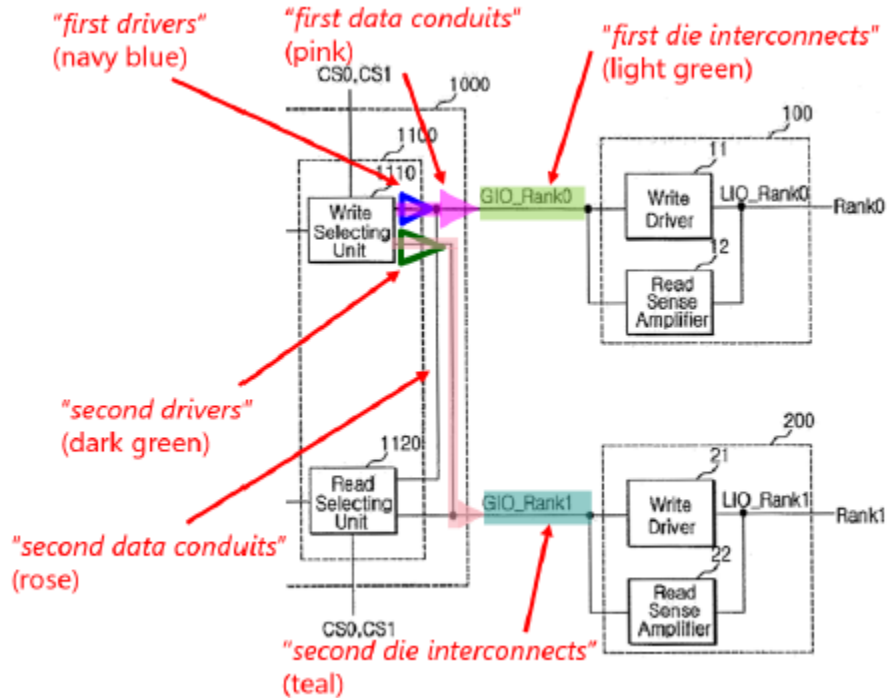 "first drivers"
(navy blue)
"first data conduits"
(pink)
"first die interconnects"
(light green)
CS0,CS1
1000
1100
1110
Write
Selecting
Unit
GIO_Rank0
100
11
Write
Driver
LIO_Rank0
Rank0
12
Read
Sense
Amplifier
"second drivers"
(dark green)
1120
Read
Selecting
Unit
"second data conduits"
(rose)
CS0,CS1
GIO_Rank1
200
21
Write
Driver
LIO_Rank1
Rank1
22
Read
Sense
Amplifier
"second die interconnects"
(teal)